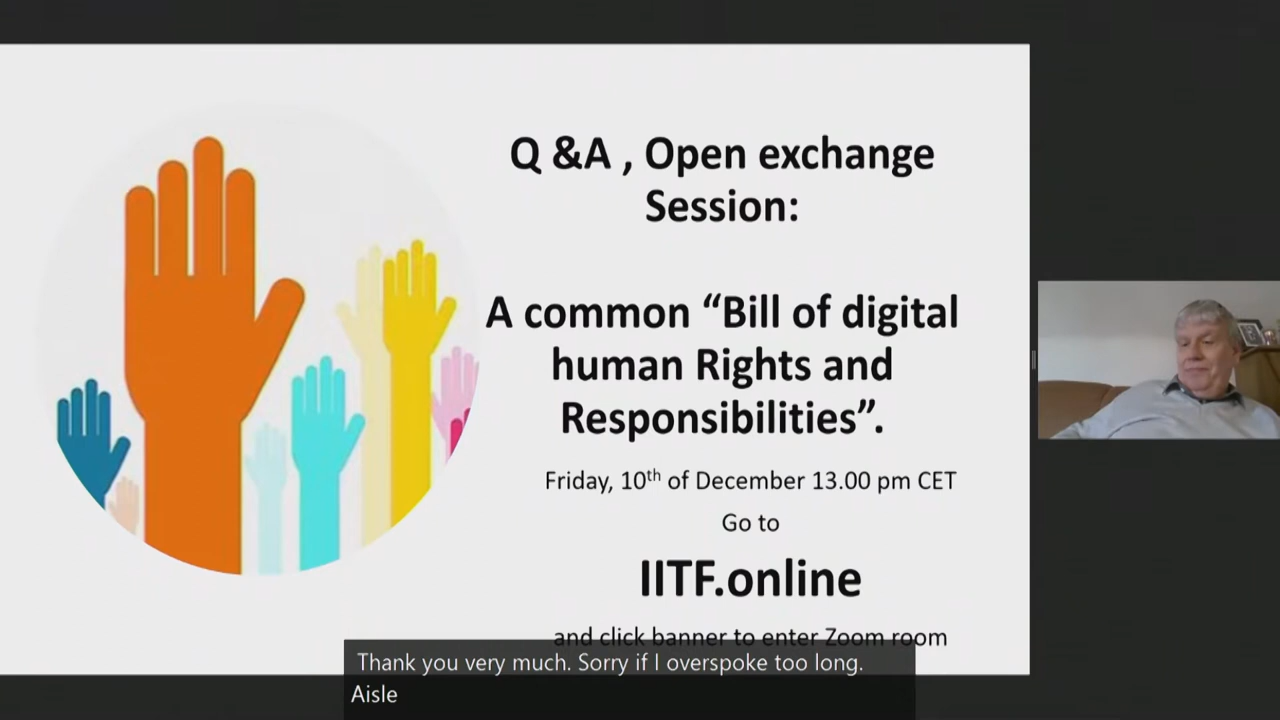 Q &A , Open exchange
Session:
A common “Bill of digital
human Rights and
Responsibilities”.
Friday, 10th of December 13.00 pm CET
Go to
IITF.online
and click banner to enter Zoom room
Thank you very much. Sorry if I overspoke too long.
Aisle